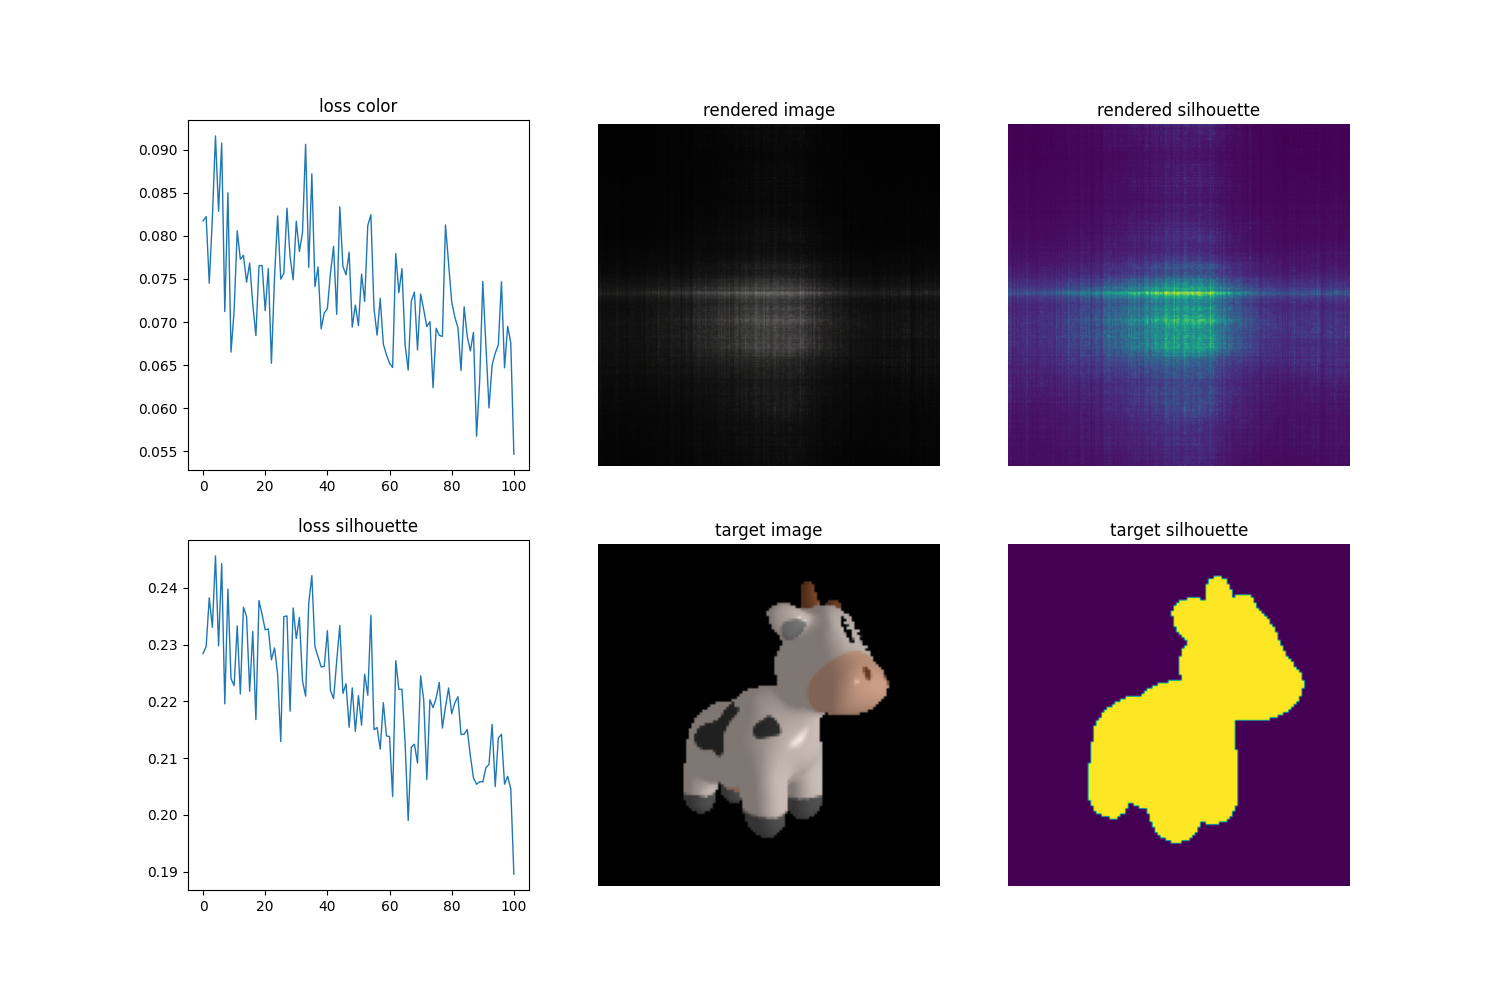 loss color
0.090
0.085
0.080
0.075
0.070
0.065
0.060
0.055
0 20 40 60 80 100
rendered image
rendered silhouette
loss silhouette
0.24
0.23
0.22
0.21
0.20
0.19
0 20 40 60 80 100
target image
target silhouette